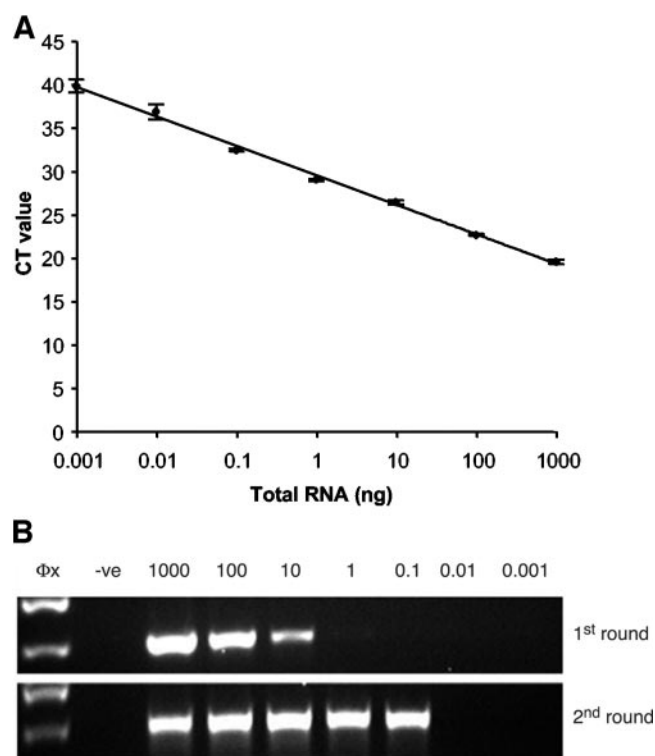 A
45
40
35
30
25
20
15
10
5
0
CT value
0.001 0.01 0.1 1 10 100 1000
Total RNA (ng)
B
Φx -ve 1000 100 10 1 0.1 0.01 0.001
1st round
2nd round